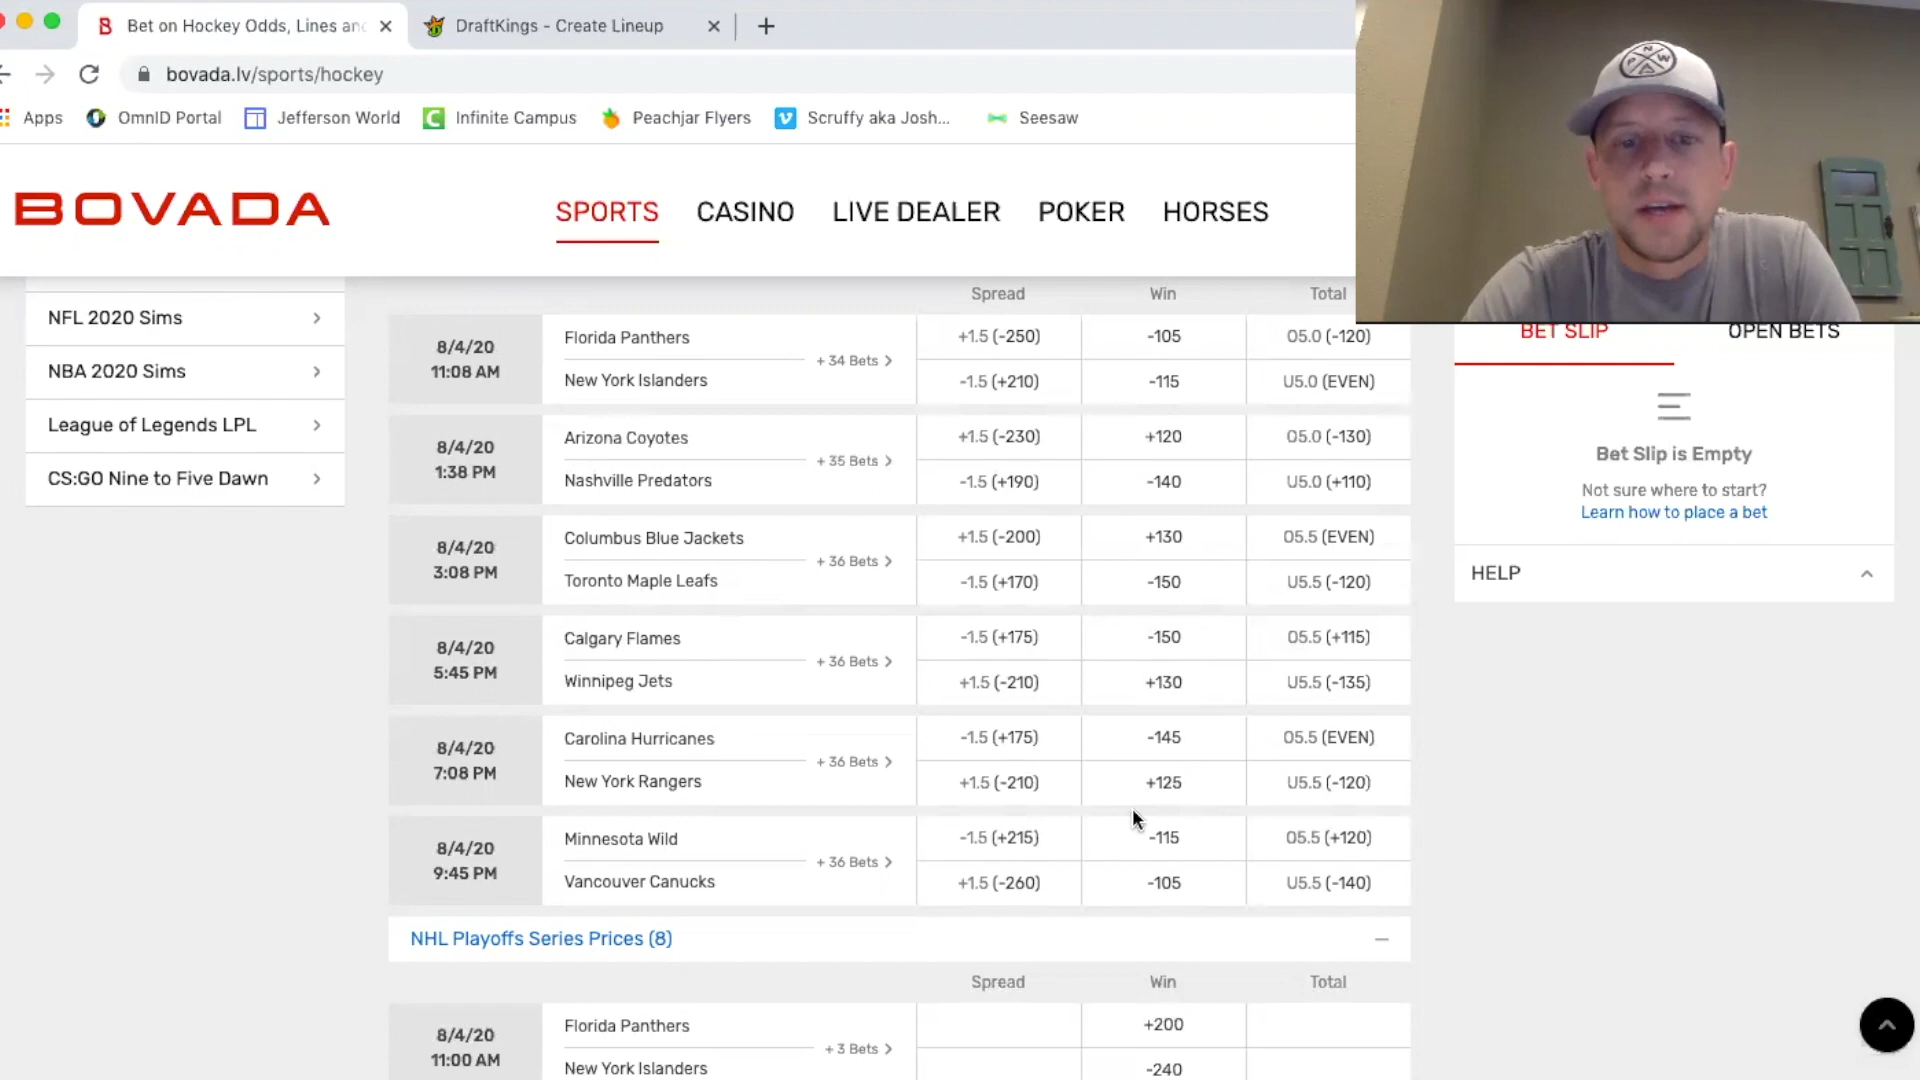 Bet on Hockey Odds, Lines and
DraftKings - Create Lineup
bovada.lv/sports/hockey
Apps
OmnID Portal
Jefferson World
Infinite Campus
Peachjar Flyers
Scruffy aka Josh...
Seesaw
BOVADA
SPORTS
CASINO
LIVE DEALER
POKER
HORSES
NFL 2020 Sims
NBA 2020 Sims
League of Legends LPL
CS:GO Nine to Five Dawn
Spread Win Total
8/4/20
11:08 AM
Florida Panthers +1.5 (-250) -105 O5.0 (-120)
+ 34 Bets
New York Islanders -1.5 (+210) -115 U5.0 (EVEN)
8/4/20
1:38 PM
Arizona Coyotes +1.5 (-230) +120 O5.0 (-130)
+ 35 Bets
Nashville Predators -1.5 (+190) -140 U5.0 (+110)
8/4/20
3:08 PM
Columbus Blue Jackets +1.5 (-200) +130 O5.5 (EVEN)
+ 36 Bets
Toronto Maple Leafs -1.5 (+170) -150 U5.5 (-120)
8/4/20
5:45 PM
Calgary Flames -1.5 (+175) -150 O5.5 (+115)
+ 36 Bets
Winnipeg Jets +1.5 (-210) +130 U5.5 (-135)
8/4/20
7:08 PM
Carolina Hurricanes -1.5 (+175) -145 O5.5 (EVEN)
+ 36 Bets
New York Rangers +1.5 (-210) +125 U5.5 (-120)
8/4/20
9:45 PM
Minnesota Wild -1.5 (+215) -115 O5.5 (+120)
+ 36 Bets
Vancouver Canucks +1.5 (-260) -105 U5.5 (-140)
NHL Playoffs Series Prices (8)
Spread Win Total
8/4/20
11:00 AM
Florida Panthers +200
+ 3 Bets
New York Islanders -240
BET SLIP
OPEN BETS
Bet Slip is Empty
Not sure where to start?
Learn how to place a bet
HELP
N
P W